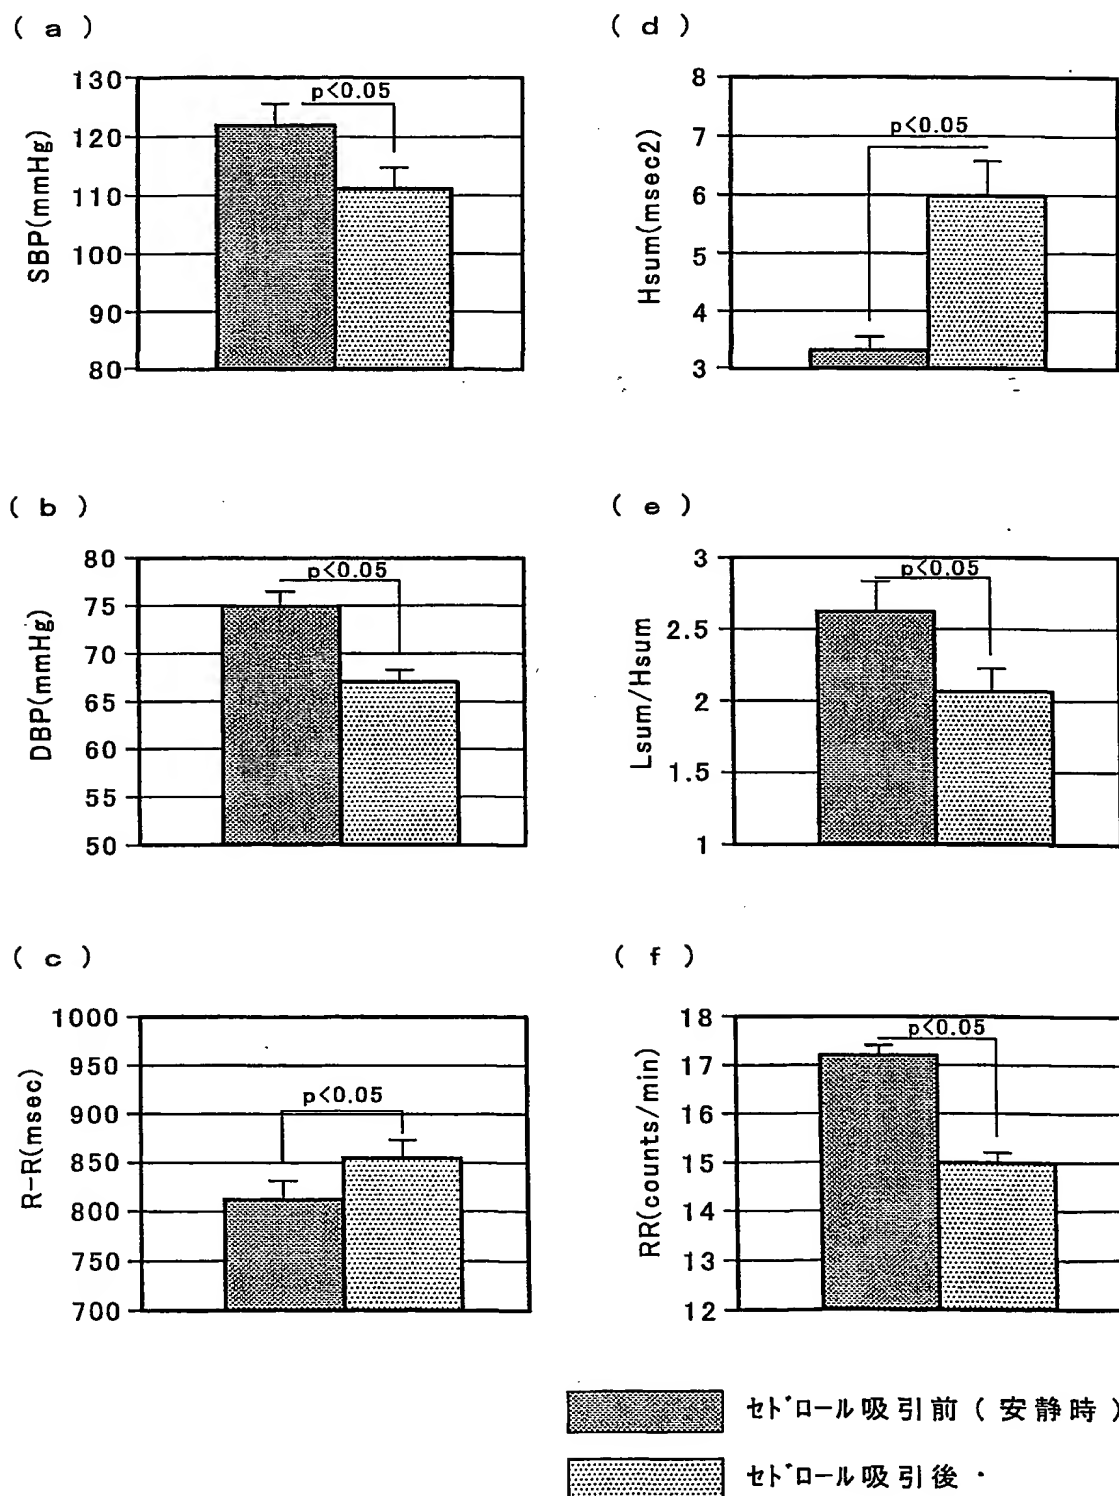 ( a )
130
120
110
100
90
80
SBP(mmHg)
p<0.05
( d )
8
7
6
5
4
3
Hsum(msec2)
p<0.05
( b )
80
75
70
65
60
55
50
DBP(mmHg)
p<0.05
( e )
3
2.5
2
1.5
1
Lsum/Hsum
p<0.05
( c )
1000
950
900
850
800
750
700
R-R(msec)
p<0.05
( f )
18
17
16
15
14
13
12
RR(counts/min)
p<0.05
セドロール吸引前 ( 安静時 )
セドロール吸引後